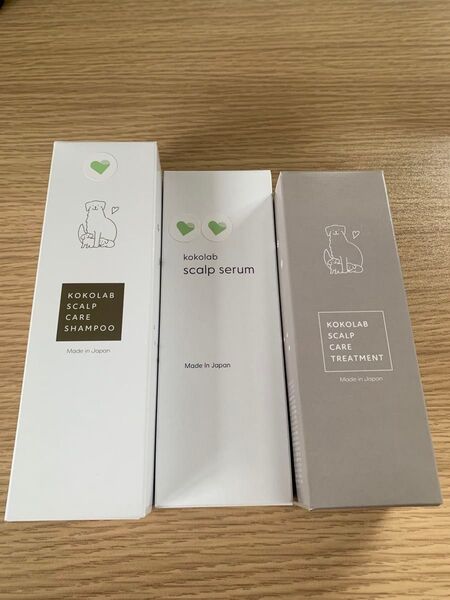 KOKOLAB
SCALP
CARE
SHAMPOO
Made in Japan
kokolab
scalp serum
Made In Japan
KOKOLAB
SCALP
CARE
TREATMENT
Made in Japan